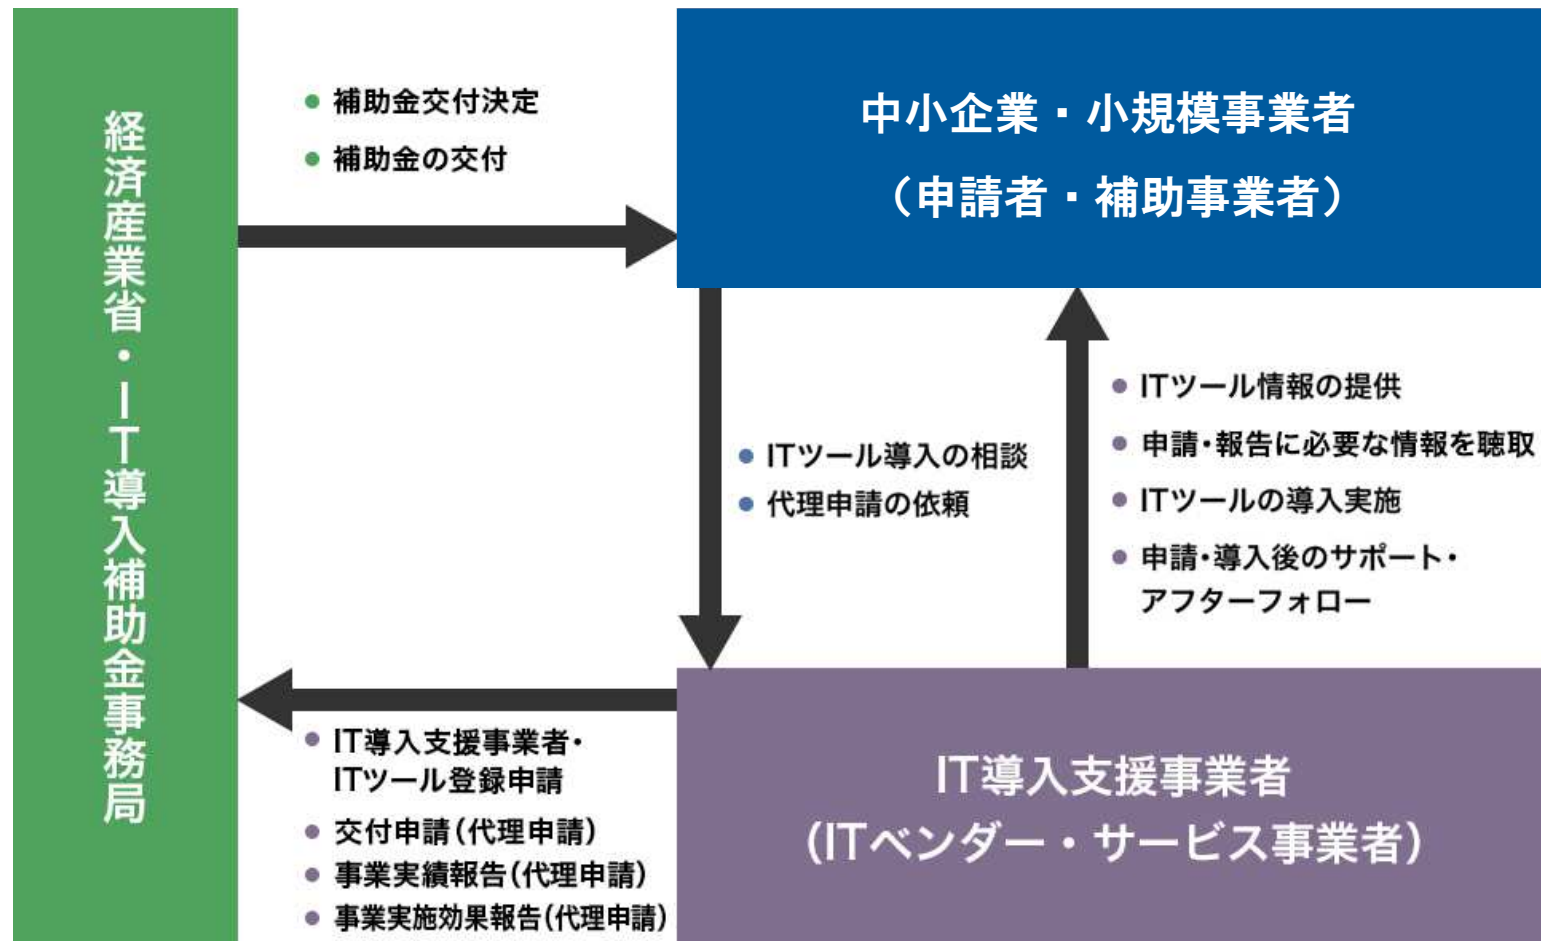 経済産業省・IT導入補助金事務局
補助金交付決定
補助金の交付
中小企業・小規模事業者
（申請者・補助事業者）
ITツール導入の相談
代理申請の依頼
ITツール情報の提供
申請・報告に必要な情報を聴取
ITツールの導入実施
申請・導入後のサポート・
アフターフォロー
IT導入支援事業者・
ITツール登録申請
交付申請(代理申請)
事業実績報告(代理申請)
事業実施効果報告(代理申請)
IT導入支援事業者
(ITベンダー・サービス事業者)